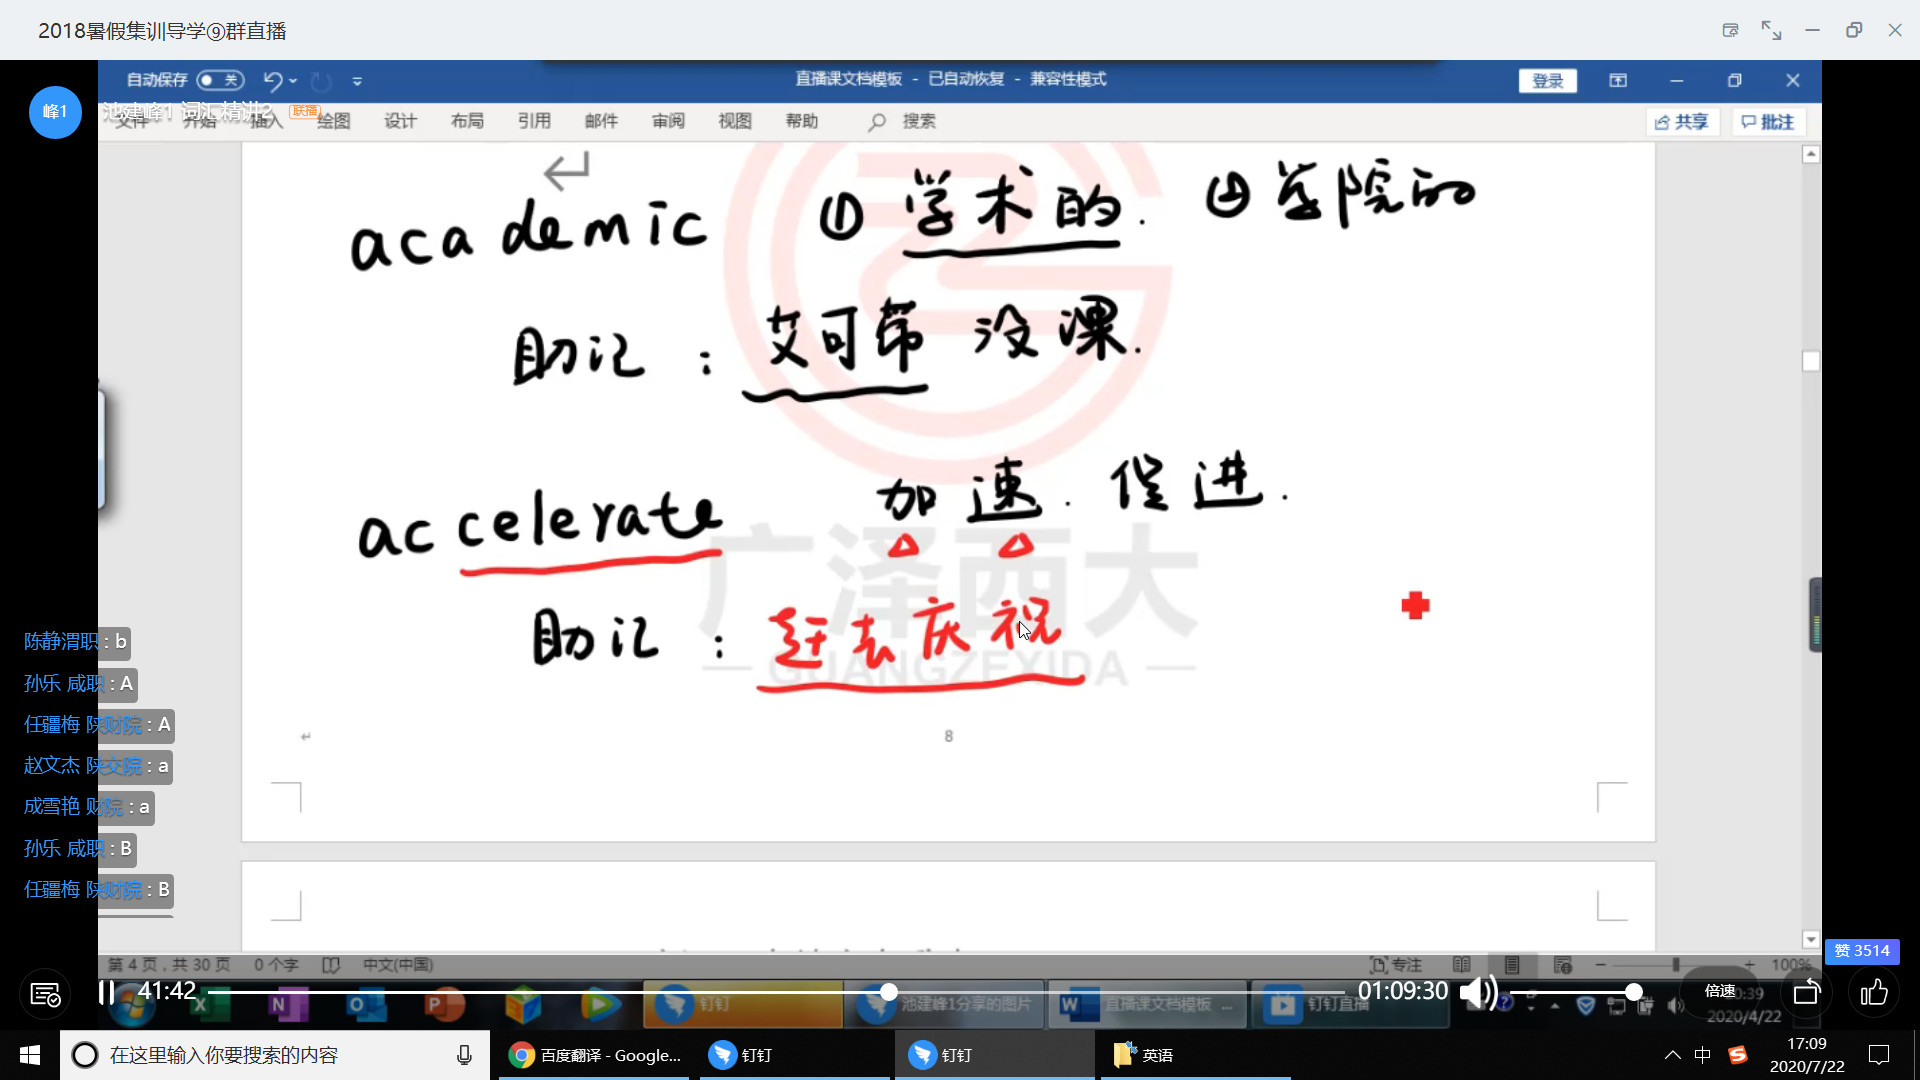 2018暑假集训导学⑨群直播
自动保存 关
直播课文档模板 - 已自动恢复 - 兼容性模式
登录
峰1
池建峰1 词汇精讲2 联播
文件 开始 插入 绘图 设计 布局 引用 邮件 审阅 视图 帮助 搜索
共享 批注
academic ① 学术的. ② 学院的
助记 : 艾可带 没课.
accelerate 加速. 促进.
广泽西大
助记 : 赶去庆祝
— GUANGZEXIDA —
陈静渭职 : b
孙乐 咸职 : A
任疆梅 陕财院 : A
赵文杰 陕交院 : a
成雪艳 财院 : a
孙乐 咸职 : B
任疆梅 陕财院 : B
8
赞 3514
第 4 页，共 30 页 0 个字 中文(中国) 专注 100%
41:42 钉钉 池建峰1分享的图片 直播课文档模板 ... 钉钉直播 01:09:30 倍速
2020/4/22
在这里输入你要搜索的内容 百度翻译 - Google... 钉钉 钉钉 英语 中 17:09
2020/7/22